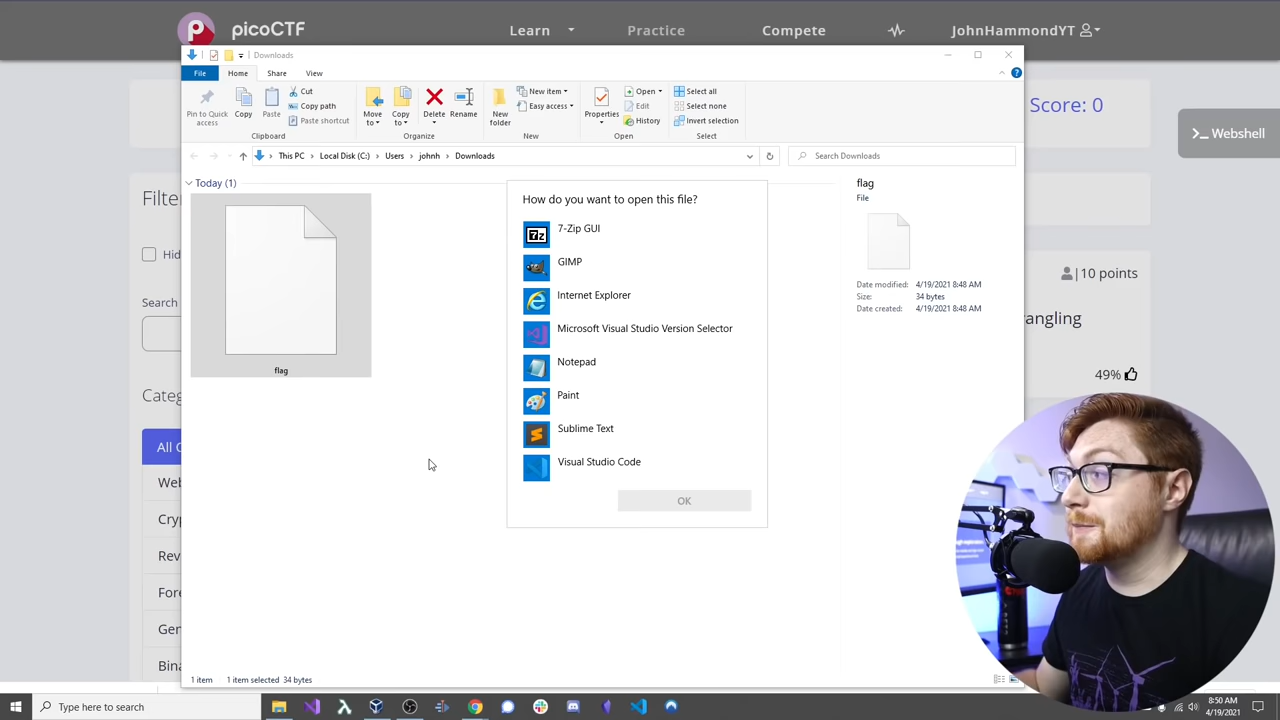 picoCTF
Learn
Practice
Compete
JohnHammondYT
Downloads
File
Home
Share
View
Pin to Quick access
Copy
Paste
Cut
Copy path
Paste shortcut
Clipboard
Move to
Copy to
Delete
Rename
Organize
New folder
New item
Easy access
New
Properties
Open
Edit
History
Open
Select all
Select none
Invert selection
Select
This PC > Local Disk (C:) > Users > johnh > Downloads
Search Downloads
Score: 0
Webshell
Today (1)
flag
How do you want to open this file?
7-Zip GUI
GIMP
Internet Explorer
Microsoft Visual Studio Version Selector
Notepad
Paint
Sublime Text
Visual Studio Code
OK
flag
File
Date modified: 4/19/2021 8:48 AM
Size: 34 bytes
Date created: 4/19/2021 8:48 AM
|10 points
angling
49%
Filter
Hid
Search
Categ
All
Web
Cryp
Rev
Fore
Gen
Bina
1 item
1 item selected 34 bytes
Type here to search
8:50 AM
4/19/2021